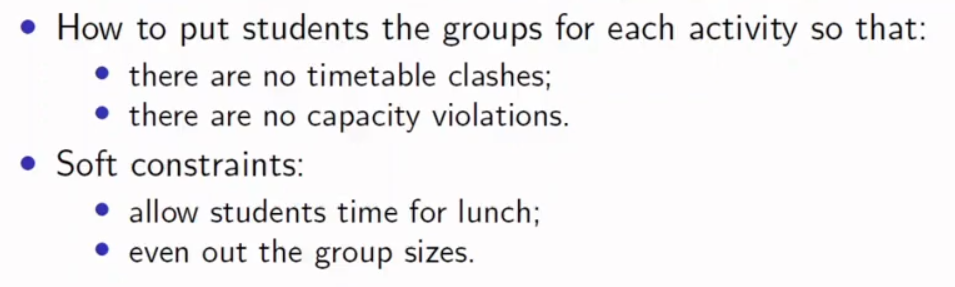 How to put students the groups for each activity so that:
there are no timetable clashes;
there are no capacity violations.
Soft constraints:
allow students time for lunch;
even out the group sizes.